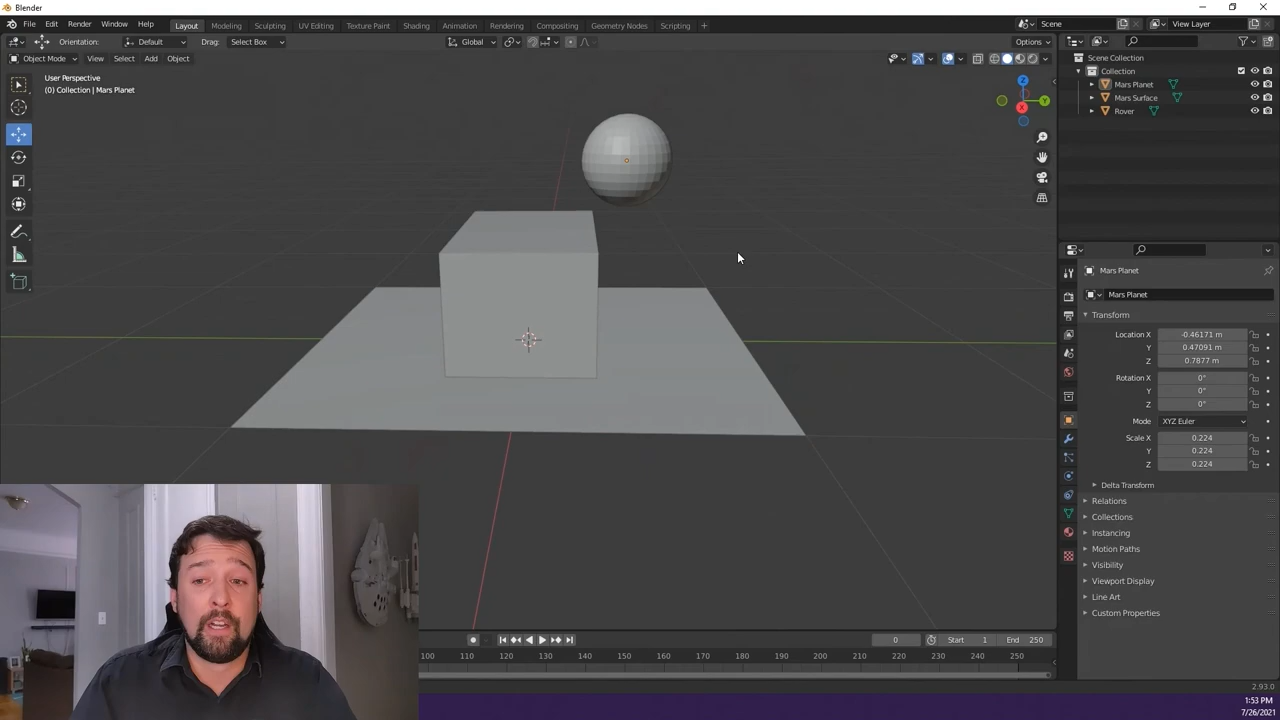 Blender
File Edit Render Window Help Layout Modeling Sculpting UV Editing Texture Paint Shading Animation Rendering Compositing Geometry Nodes Scripting + Scene View Layer
Orientation: Default Drag: Select Box Global Options
Object Mode View Select Add Object
User Perspective
(0) Collection | Mars Planet
Z
Y
X
Scene Collection
Collection
Mars Planet
Mars Surface
Rover
Mars Planet
Mars Planet
Transform
Location X -0.46171 m
Y 0.47091 m
Z 0.7877 m
Rotation X 0°
Y 0°
Z 0°
Mode XYZ Euler
Scale X 0.224
Y 0.224
Z 0.224
Delta Transform
Relations
Collections
Instancing
Motion Paths
Visibility
Viewport Display
Line Art
Custom Properties
0 Start 1 End 250
100 110 120 130 140 150 160 170 180 190 200 210 220 230 240 250
2.93.0
1:53 PM
7/26/2021